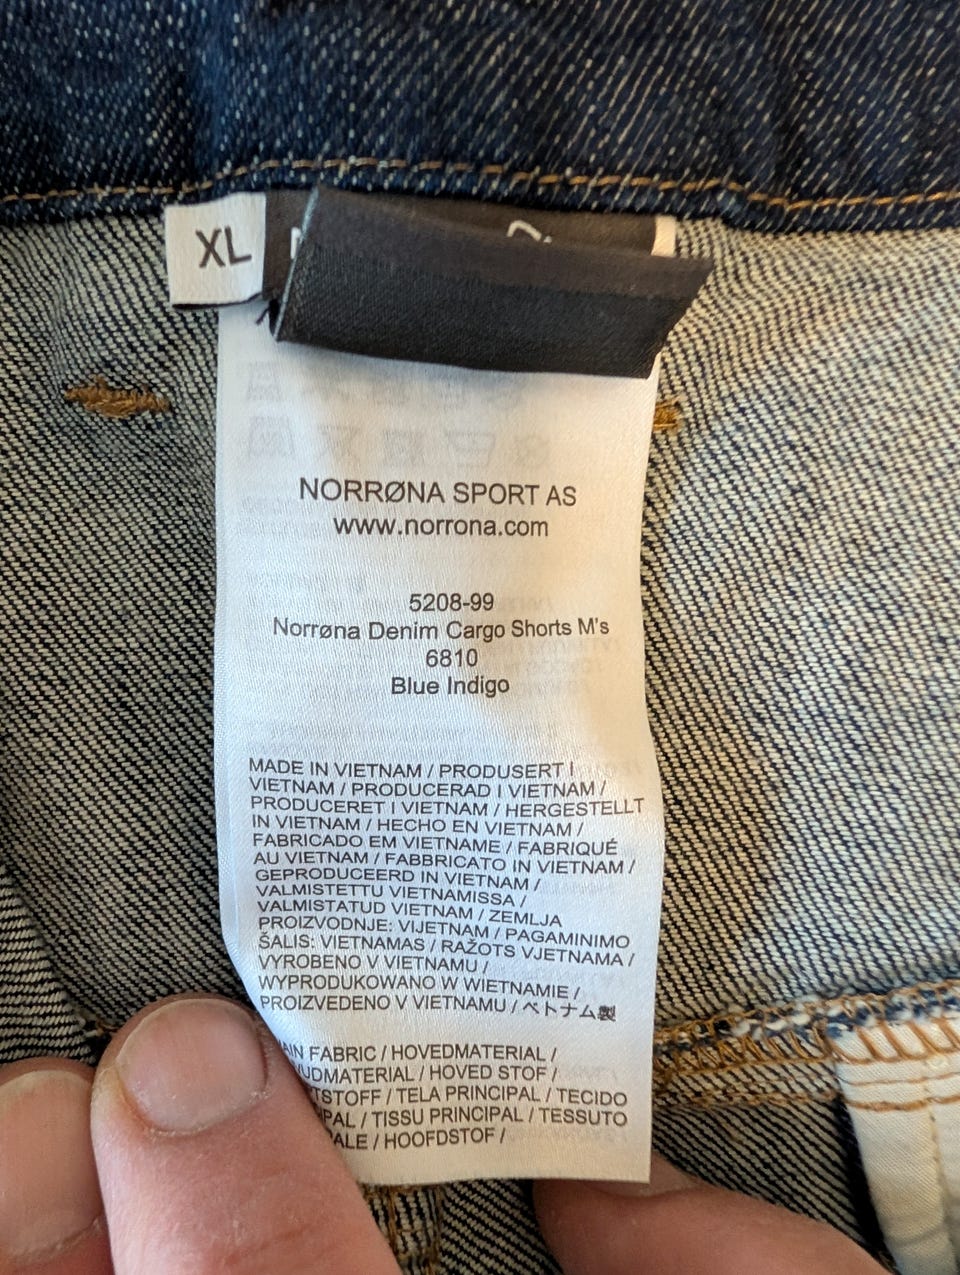 XL
NORRØNA SPORT AS
www.norrona.com
5208-99
Norrøna Denim Cargo Shorts M's
6810
Blue Indigo
MADE IN VIETNAM / PRODUSERT I
VIETNAM / PRODUCERAD I VIETNAM /
PRODUCERET I VIETNAM / HERGESTELLT
IN VIETNAM / HECHO EN VIETNAM /
FABRICADO EM VIETNAME / FABRIQUÉ
AU VIETNAM / FABBRICATO IN VIETNAM /
GEPRODUCEERD IN VIETNAM /
VALMISTETTU VIETNAMISSA /
VALMISTATUD VIETNAM / ZEMLJA
PROIZVODNJE: VIJETNAM / PAGAMINIMO
ŠALIS: VIETNAMAS / RAŽOTS VJETNAMA /
VYROBENO V VIETNAMU /
WYPRODUKOWANO W WIETNAMIE /
PROIZVEDENO V VIETNAMU / ベトナム製
FABRIC / HOVEDMATERIAL /
/ HOVED STOF /
/ TELA PRINCIPAL / TECIDO
/ TISSU PRINCIPAL / TESSUTO
/ HOOFDSTOF /